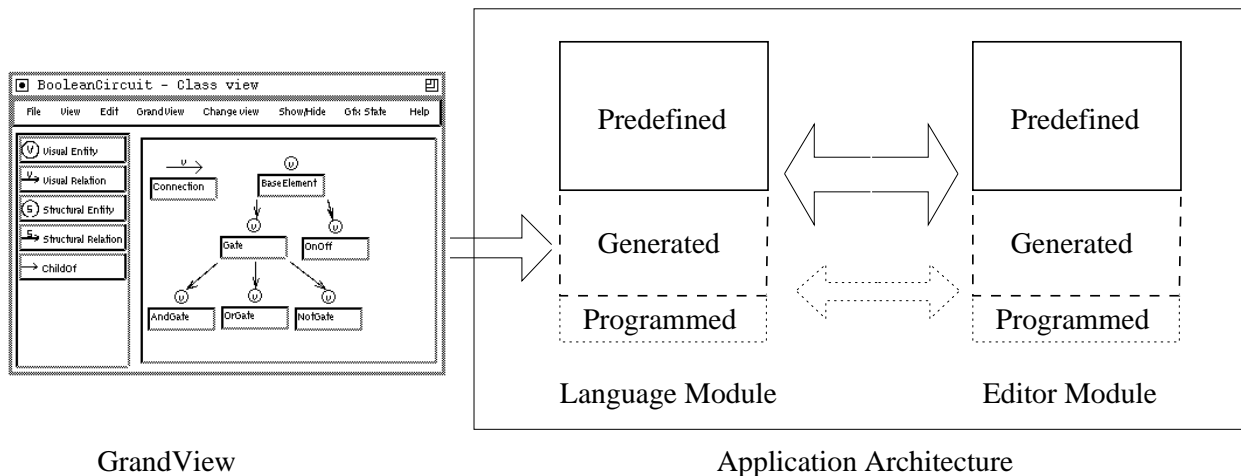 BooleanCircuit - Class view
File View Edit GrandView Change view Show/Hide Gfx State Help
V Visual Entity
V Visual Relation
S Structural Entity
S Structural Relation
ChildOf
V
Connection
V
BaseElement
V
Gate
V
OnOff
V
AndGate
V
OrGate
V
NotGate
Predefined
Generated
Programmed
Language Module
Predefined
Generated
Programmed
Editor Module
GrandView
Application Architecture